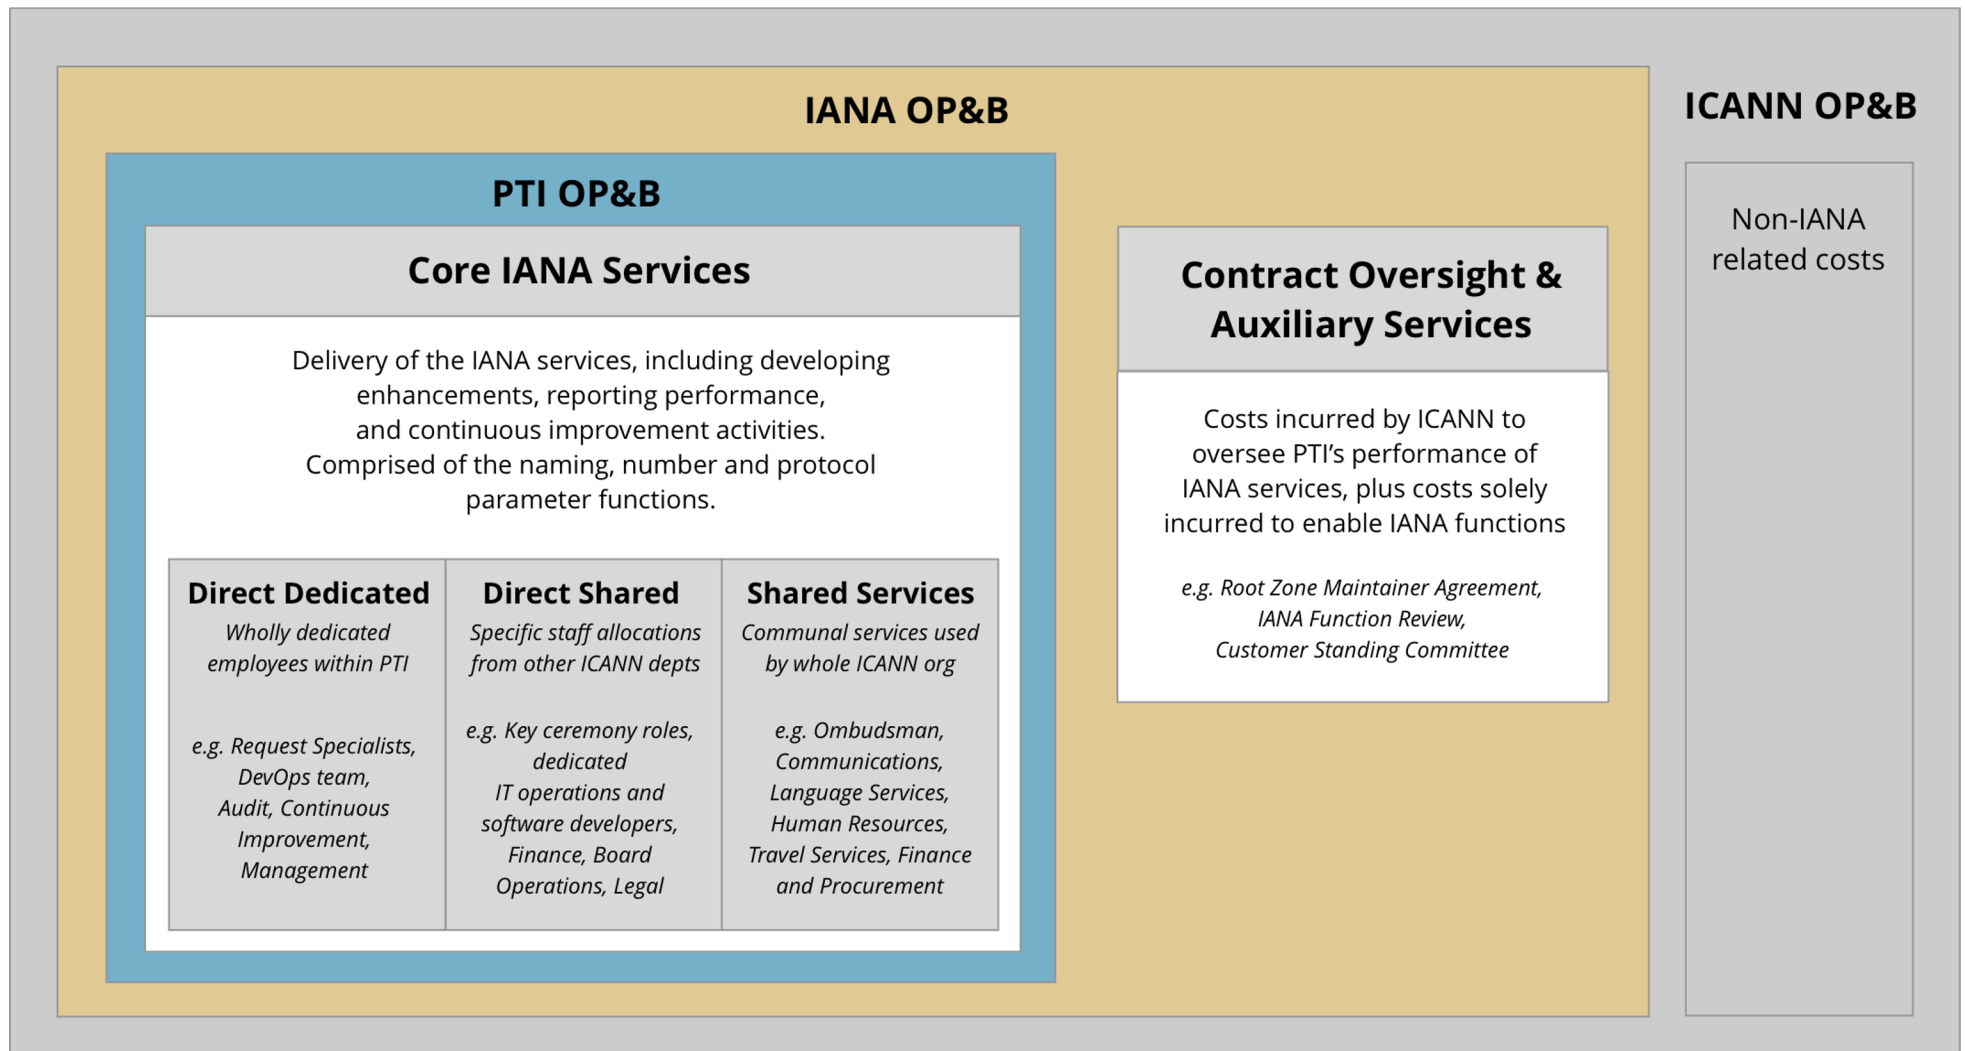 IANA OP&B
ICANN OP&B
PTI OP&B
Core IANA Services
Delivery of the IANA services, including developing
enhancements, reporting performance,
and continuous improvement activities.
Comprised of the naming, number and protocol
parameter functions.
Direct Dedicated
Wholly dedicated
employees within PTI
e.g. Request Specialists,
DevOps team,
Audit, Continuous
Improvement,
Management
Direct Shared
Specific staff allocations
from other ICANN depts
e.g. Key ceremony roles,
dedicated
IT operations and
software developers,
Finance, Board
Operations, Legal
Shared Services
Communal services used
by whole ICANN org
e.g. Ombudsman,
Communications,
Language Services,
Human Resources,
Travel Services, Finance
and Procurement
Contract Oversight &
Auxiliary Services
Costs incurred by ICANN to
oversee PTI’s performance of
IANA services, plus costs solely
incurred to enable IANA functions
e.g. Root Zone Maintainer Agreement,
IANA Function Review,
Customer Standing Committee
Non-IANA
related costs